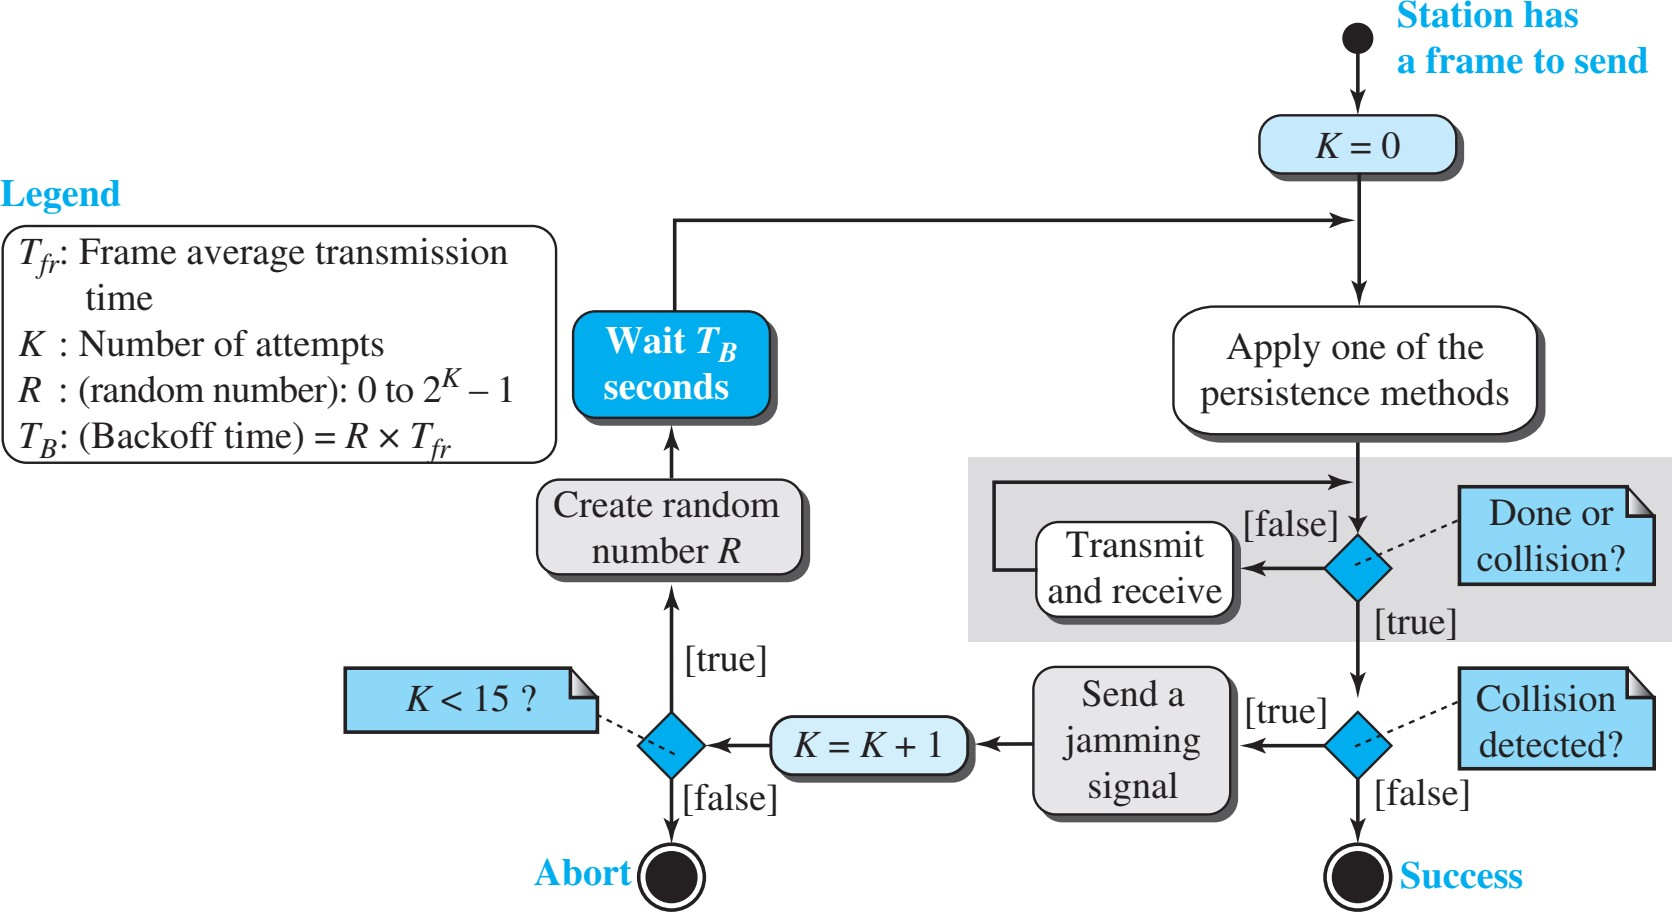 Station has
a frame to send
K = 0
Legend
T_fr: Frame average transmission
time
K : Number of attempts
R : (random number): 0 to 2^K – 1
T_B: (Backoff time) = R × T_fr
Wait T_B
seconds
Apply one of the
persistence methods
Create random
number R
[false]
Transmit
and receive
Done or
collision?
[true]
[true]
K < 15 ?
[false]
K = K + 1
Send a
jamming
signal
[true]
Collision
detected?
[false]
Abort
Success